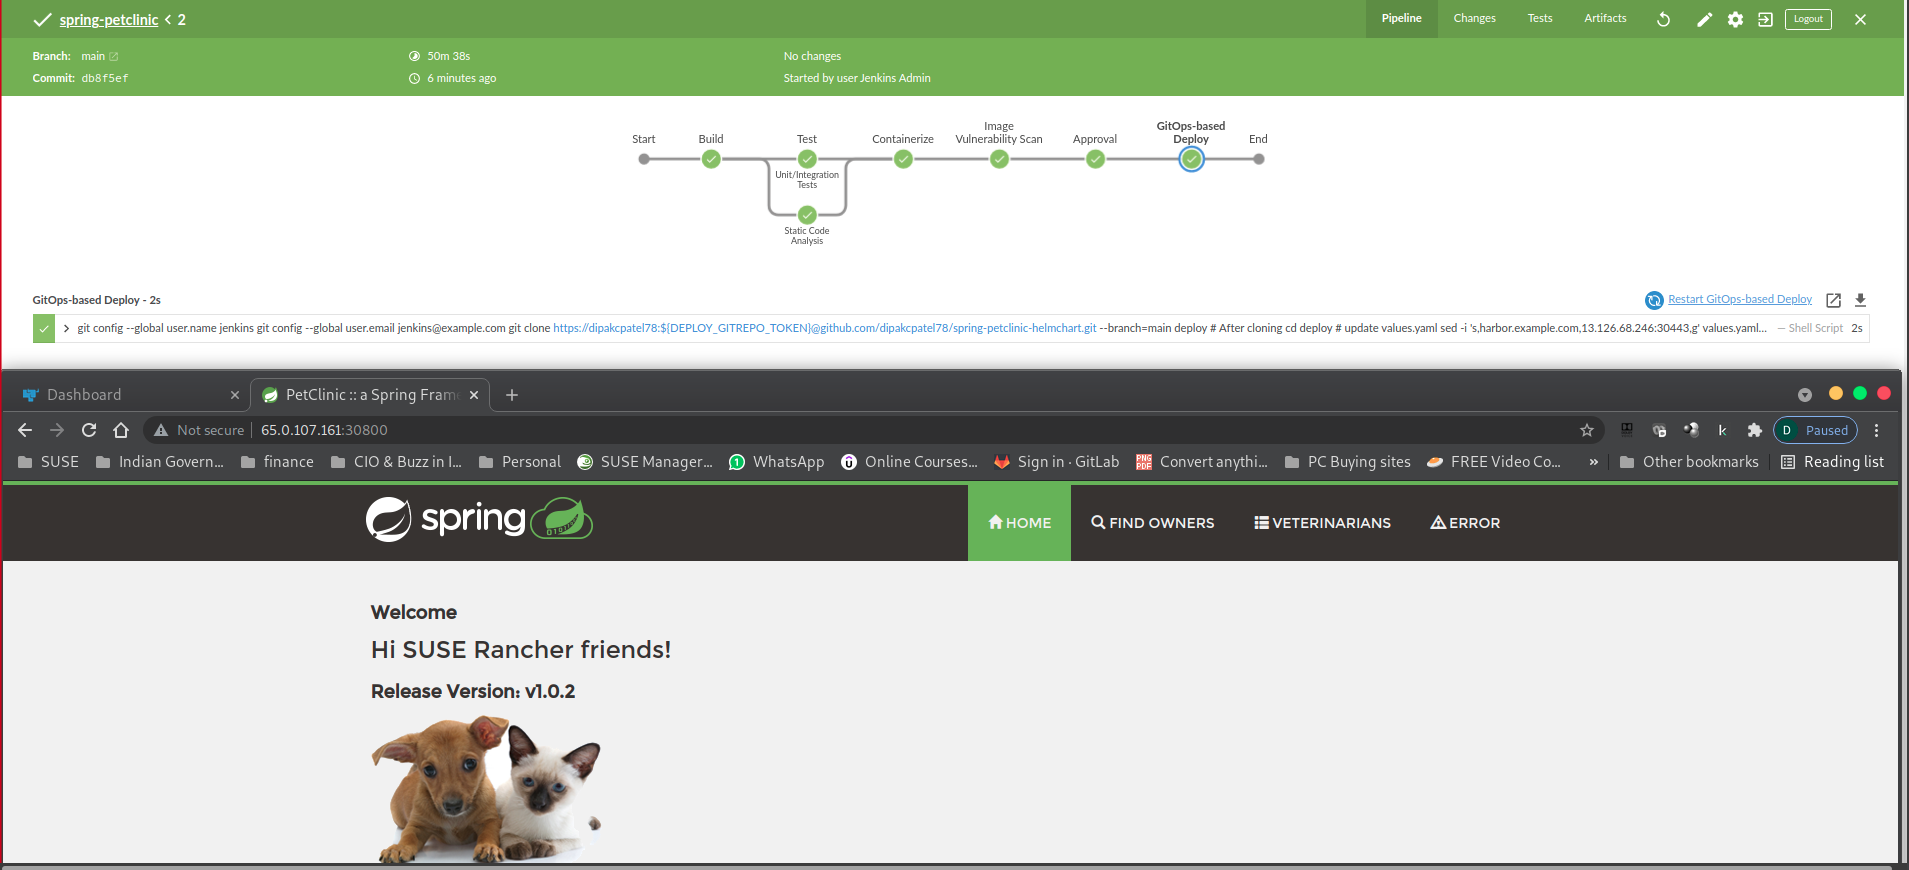 spring-petclinic < 2
Pipeline Changes Tests Artifacts Logout
Branch: main 50m 38s No changes
Commit: db8f5ef 6 minutes ago Started by user Jenkins Admin
Start Build Test Containerize Image Vulnerability Scan Approval GitOps-based Deploy End
Unit/Integration
Tests
Static Code
Analysis
GitOps-based Deploy - 2s Restart GitOps-based Deploy
git config --global user.name jenkins git config --global user.email jenkins@example.com git clone https://dipakcpatel78:${DEPLOY_GITREPO_TOKEN}@github.com/dipakcpatel78/spring-petclinic-helmchart.git --branch=main deploy # After cloning cd deploy # update values.yaml sed -i 's,harbor.example.com,13.126.68.246:30443,g' values.yaml... — Shell Script 2s
Dashboard PetClinic :: a Spring Fram
Not secure 65.0.107.161:30800 D Paused
SUSE Indian Govern... finance CIO & Buzz in I... Personal SUSE Manager... WhatsApp Online Courses... Sign in · GitLab Convert anythi... PC Buying sites FREE Video Co... » Other bookmarks Reading list
spring HOME FIND OWNERS VETERINARIANS ERROR
Welcome
Hi SUSE Rancher friends!
Release Version: v1.0.2